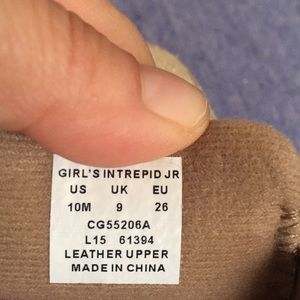 GIRL'S INTREPID JR
US UK EU
10M 9 26
CG55206A
L15 61394
LEATHER UPPER
MADE IN CHINA